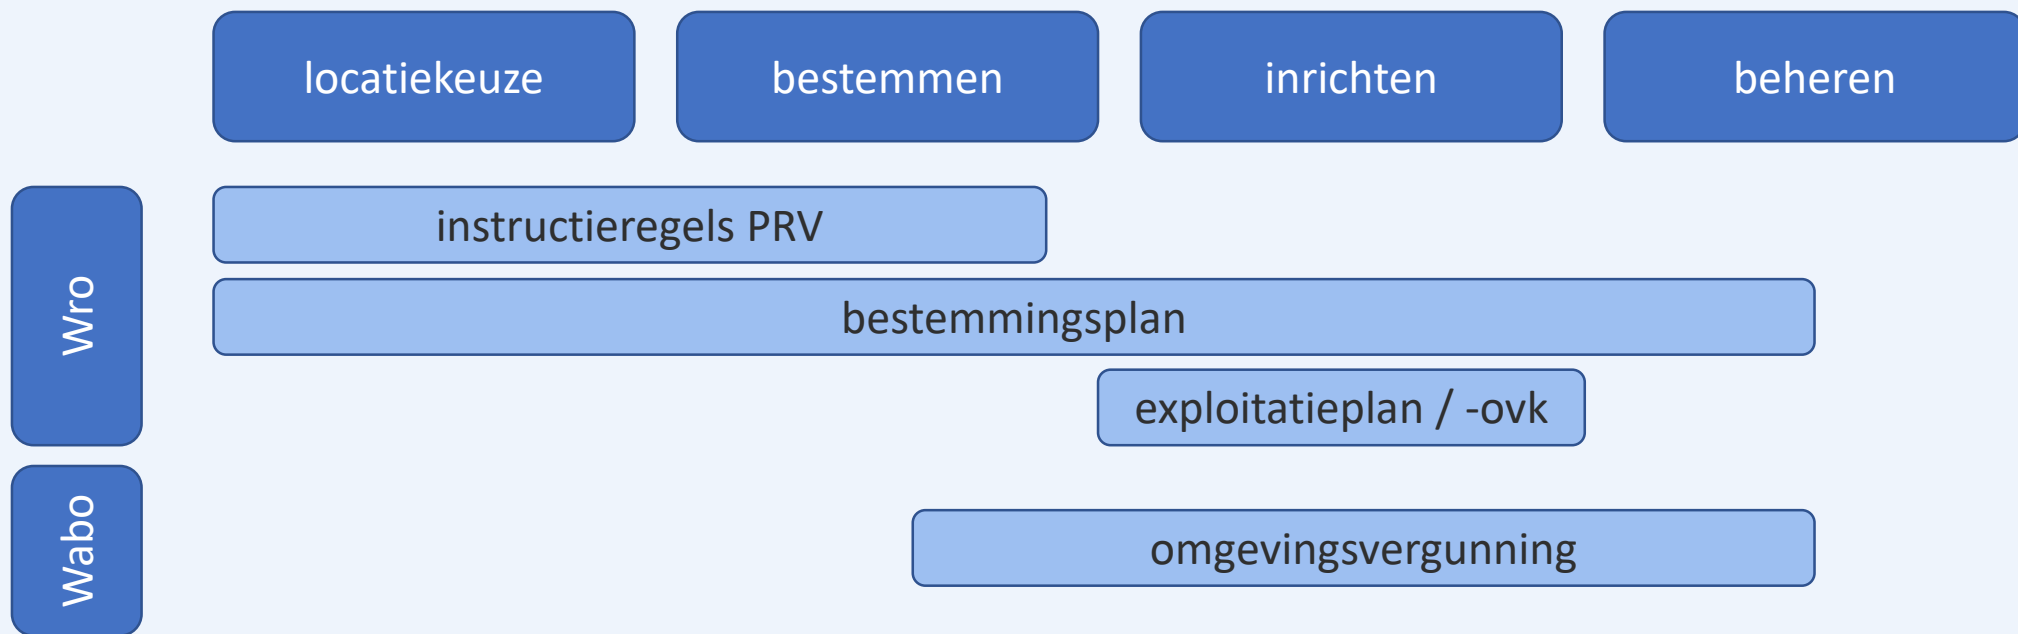 locatiekeuze
bestemmen
inrichten
beheren
Wro
instructieregels PRV
bestemmingsplan
exploitatieplan / -ovk
Wabo
omgevingsvergunning